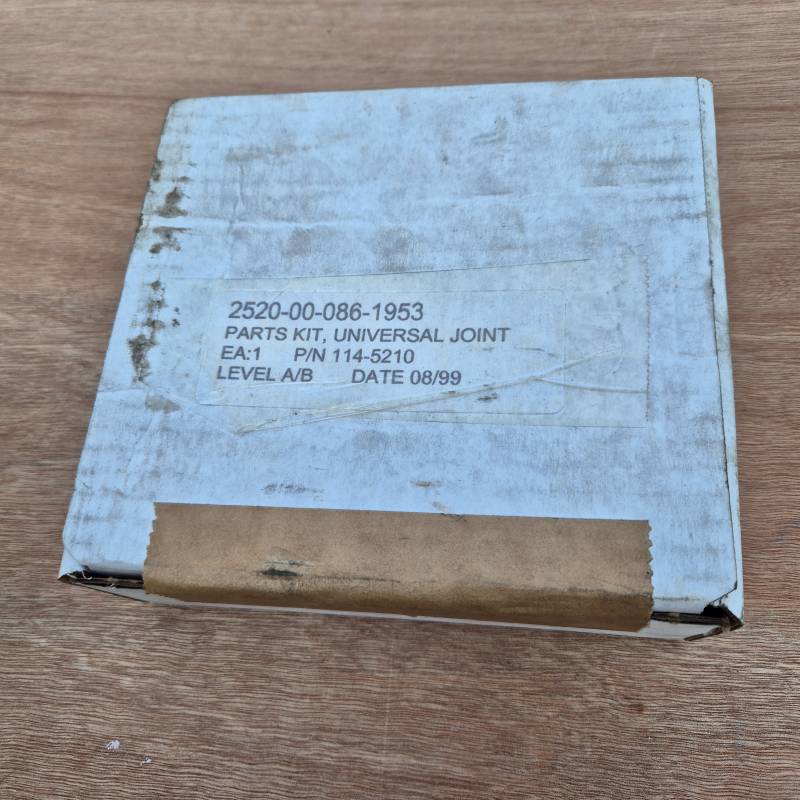 2520-00-086-1953
PARTS KIT, UNIVERSAL JOINT
EA:1 P/N 114-5210
LEVEL A/B DATE 08/99